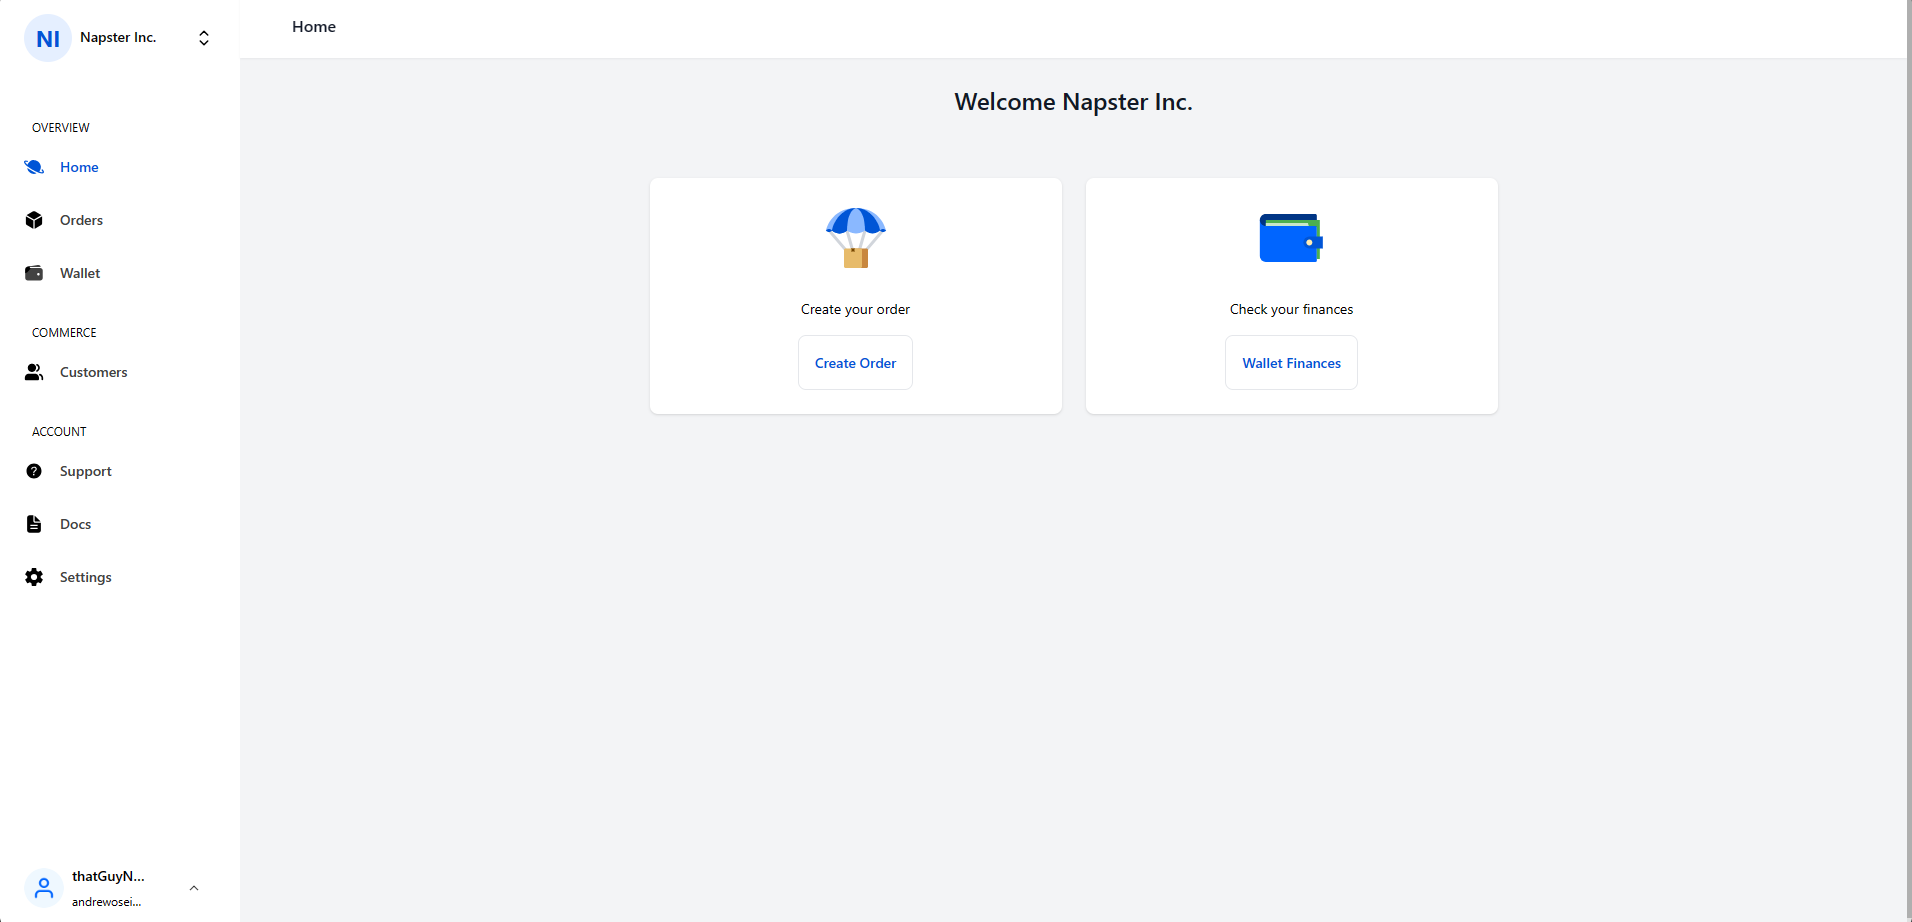 NI
Napster Inc.
OVERVIEW
Home
Orders
Wallet
COMMERCE
Customers
ACCOUNT
Support
Docs
Settings
thatGuyN...
andrewosei...
Home
Welcome Napster Inc.
Create your order
Create Order
Check your finances
Wallet Finances